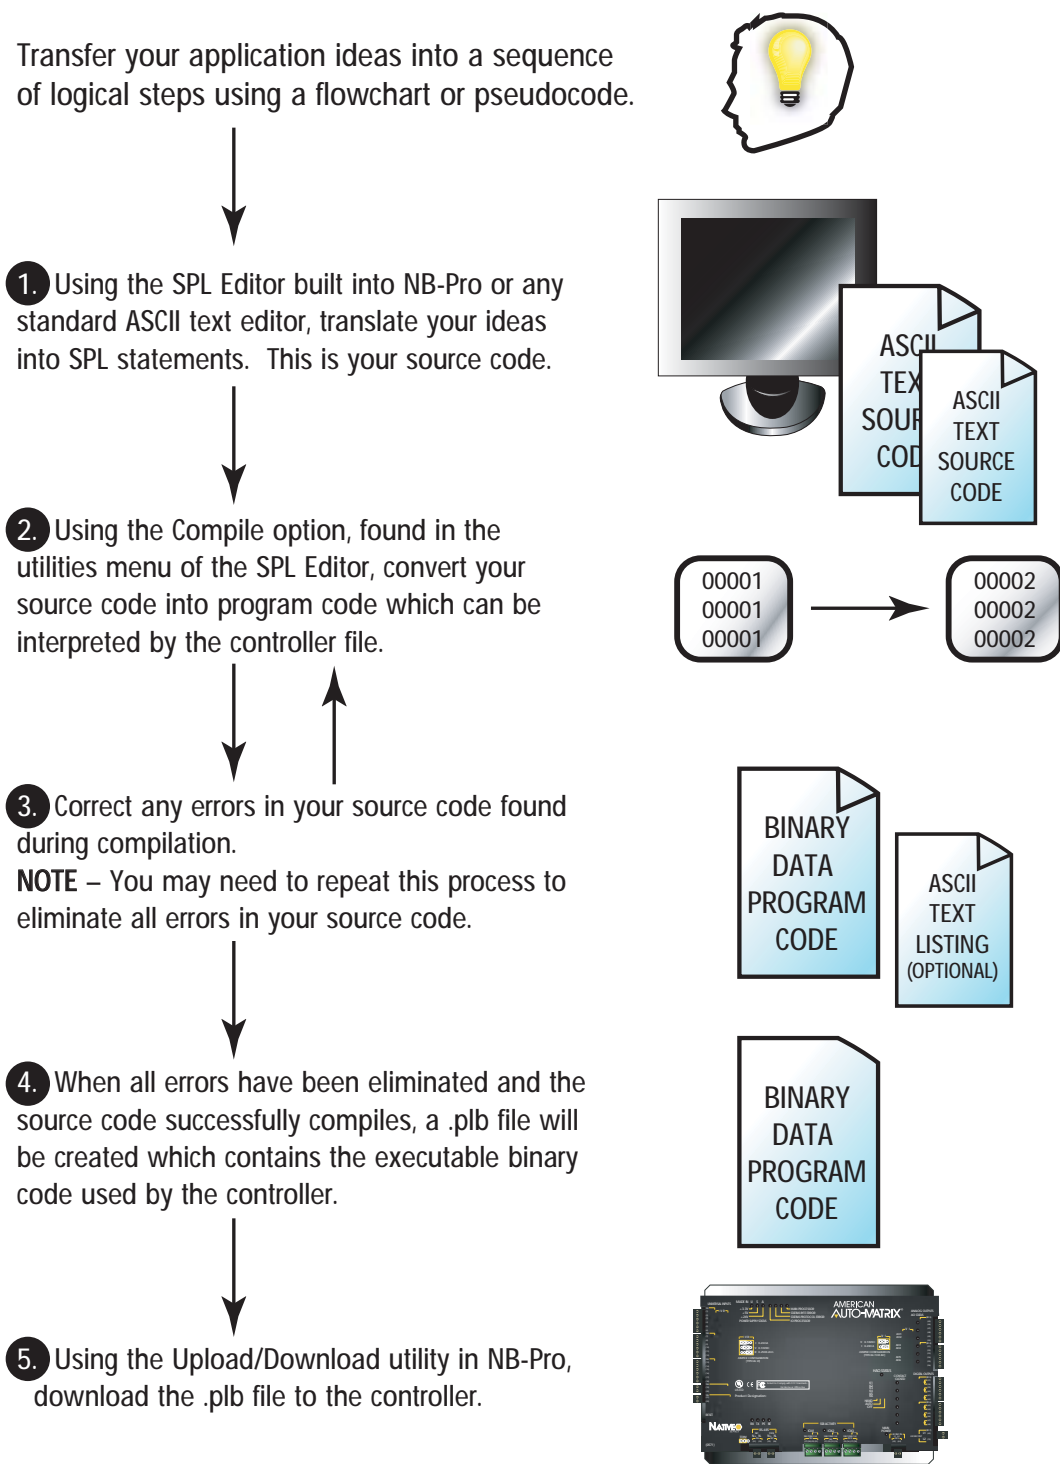 Transfer your application ideas into a sequence
of logical steps using a flowchart or pseudocode.
1. Using the SPL Editor built into NB-Pro or any
standard ASCII text editor, translate your ideas
into SPL statements. This is your source code.
ASCII
TEXT
SOUR
COD
ASCII
TEXT
SOURCE
CODE
2. Using the Compile option, found in the
utilities menu of the SPL Editor, convert your
source code into program code which can be
interpreted by the controller file.
00001
00001
00001
00002
00002
00002
3. Correct any errors in your source code found
during compilation.
NOTE – You may need to repeat this process to
eliminate all errors in your source code.
BINARY
DATA
PROGRAM
CODE
ASCII
TEXT
LISTING
(OPTIONAL)
4. When all errors have been eliminated and the
source code successfully compiles, a .plb file will
be created which contains the executable binary
code used by the controller.
BINARY
DATA
PROGRAM
CODE
5. Using the Upload/Download utility in NB-Pro,
download the .plb file to the controller.
AMERICAN
AUTO-MATRIX
NATIVE